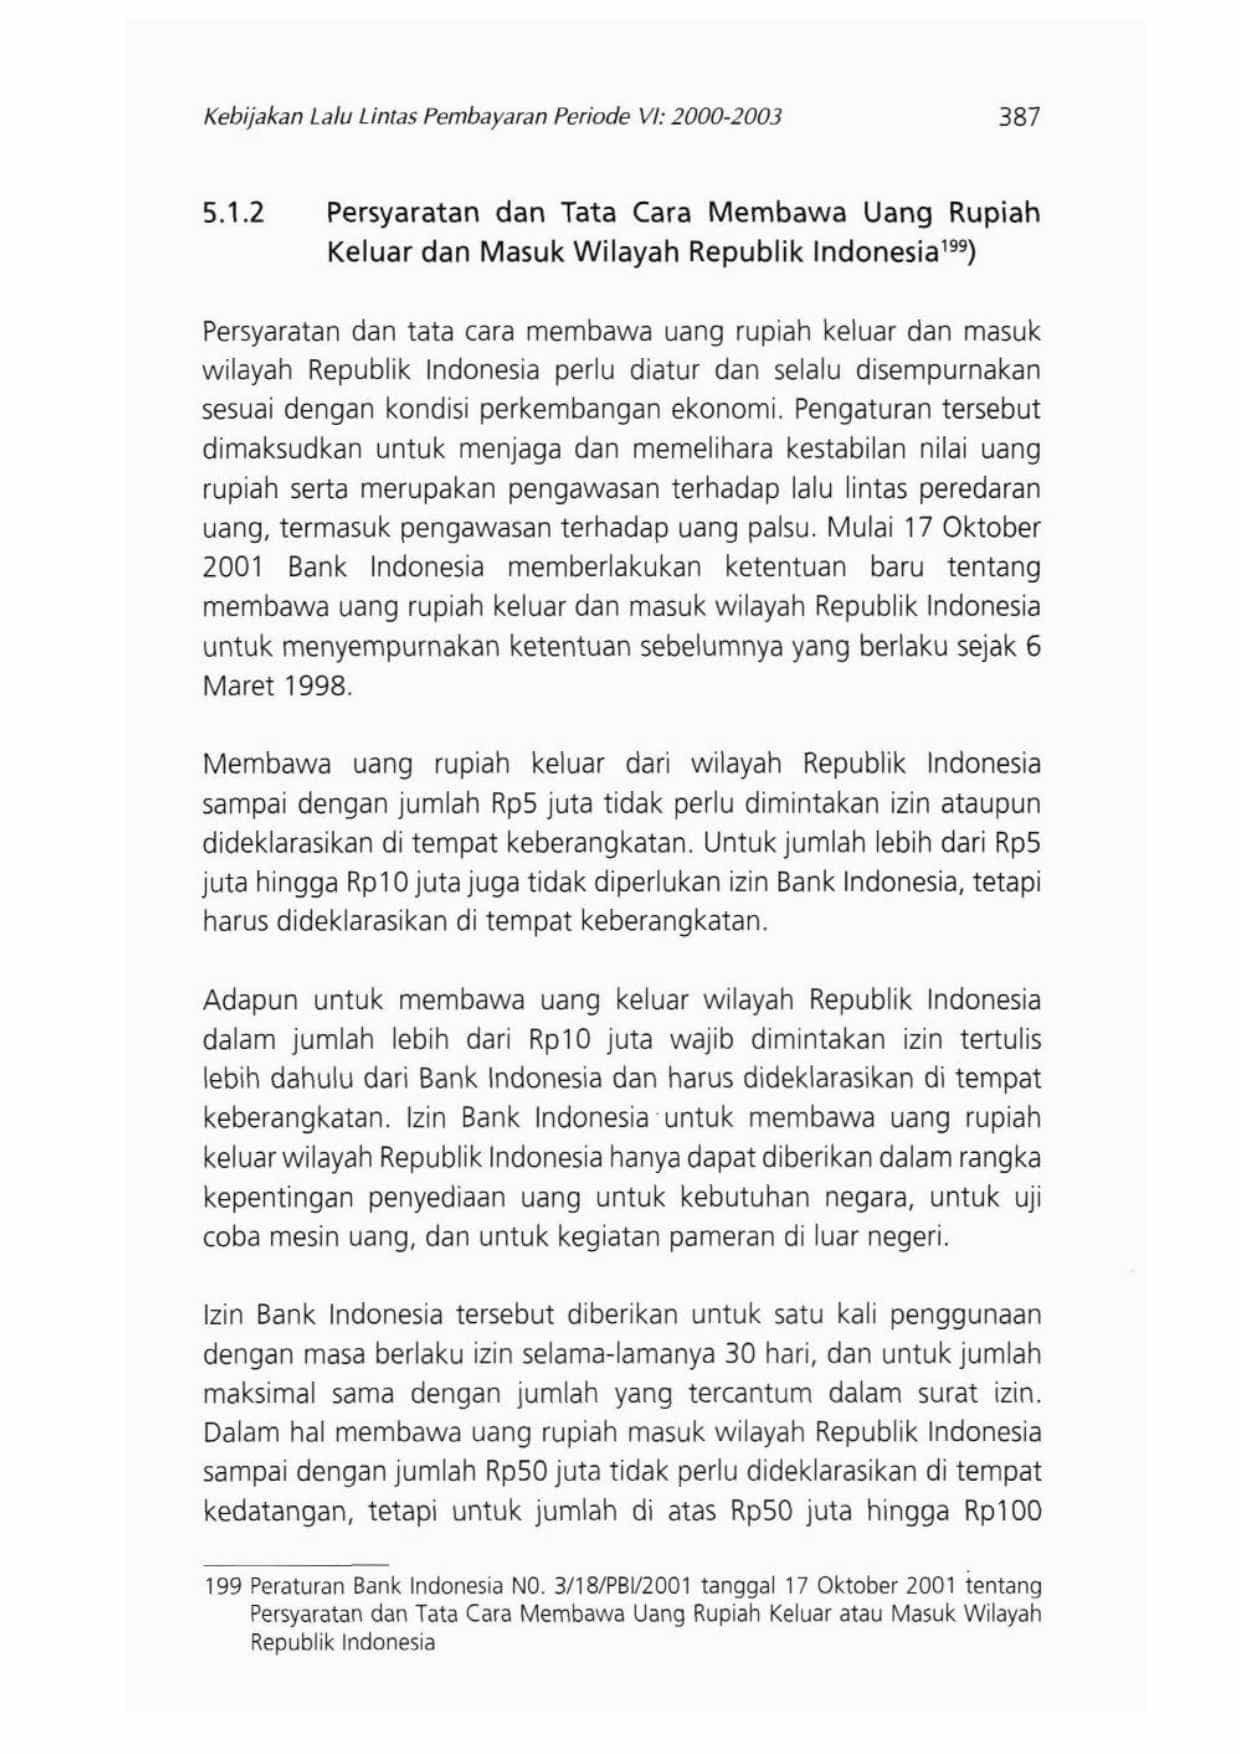 Kebijakan Lalu Lintas Pembayaran Periode VI: 2000-2003 387
5.1.2 Persyaratan dan Tata Cara Membawa Uang Rupiah
Keluar dan Masuk Wilayah Republik Indonesia¹⁹⁹)
Persyaratan dan tata cara membawa uang rupiah keluar dan masuk
wilayah Republik Indonesia perlu diatur dan selalu disempurnakan
sesuai dengan kondisi perkembangan ekonomi. Pengaturan tersebut
dimaksudkan untuk menjaga dan memelihara kestabilan nilai uang
rupiah serta merupakan pengawasan terhadap lalu lintas peredaran
uang, termasuk pengawasan terhadap uang palsu. Mulai 17 Oktober
2001 Bank Indonesia memberlakukan ketentuan baru tentang
membawa uang rupiah keluar dan masuk wilayah Republik Indonesia
untuk menyempurnakan ketentuan sebelumnya yang berlaku sejak 6
Maret 1998.
Membawa uang rupiah keluar dari wilayah Republik Indonesia
sampai dengan jumlah Rp5 juta tidak perlu dimintakan izin ataupun
dideklarasikan di tempat keberangkatan. Untuk jumlah lebih dari Rp5
juta hingga Rp10 juta juga tidak diperlukan izin Bank Indonesia, tetapi
harus dideklarasikan di tempat keberangkatan.
Adapun untuk membawa uang keluar wilayah Republik Indonesia
dalam jumlah lebih dari Rp10 juta wajib dimintakan izin tertulis
lebih dahulu dari Bank Indonesia dan harus dideklarasikan di tempat
keberangkatan. Izin Bank Indonesia untuk membawa uang rupiah
keluar wilayah Republik Indonesia hanya dapat diberikan dalam rangka
kepentingan penyediaan uang untuk kebutuhan negara, untuk uji
coba mesin uang, dan untuk kegiatan pameran di luar negeri.
Izin Bank Indonesia tersebut diberikan untuk satu kali penggunaan
dengan masa berlaku izin selama-lamanya 30 hari, dan untuk jumlah
maksimal sama dengan jumlah yang tercantum dalam surat izin.
Dalam hal membawa uang rupiah masuk wilayah Republik Indonesia
sampai dengan jumlah Rp50 juta tidak perlu dideklarasikan di tempat
kedatangan, tetapi untuk jumlah di atas Rp50 juta hingga Rp100
199 Peraturan Bank Indonesia NO. 3/18/PBI/2001 tanggal 17 Oktober 2001 tentang
Persyaratan dan Tata Cara Membawa Uang Rupiah Keluar atau Masuk Wilayah
Republik Indonesia